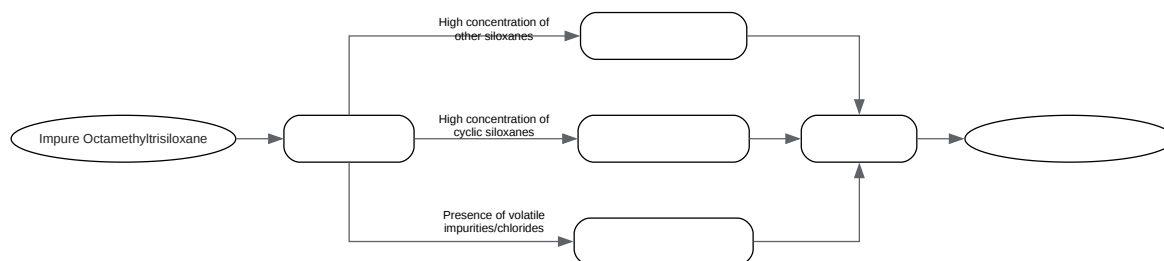 High concentration of
other siloxanes
Impure Octamethyltrisiloxane
High concentration of
cyclic siloxanes
Presence of volatile
impurities/chlorides